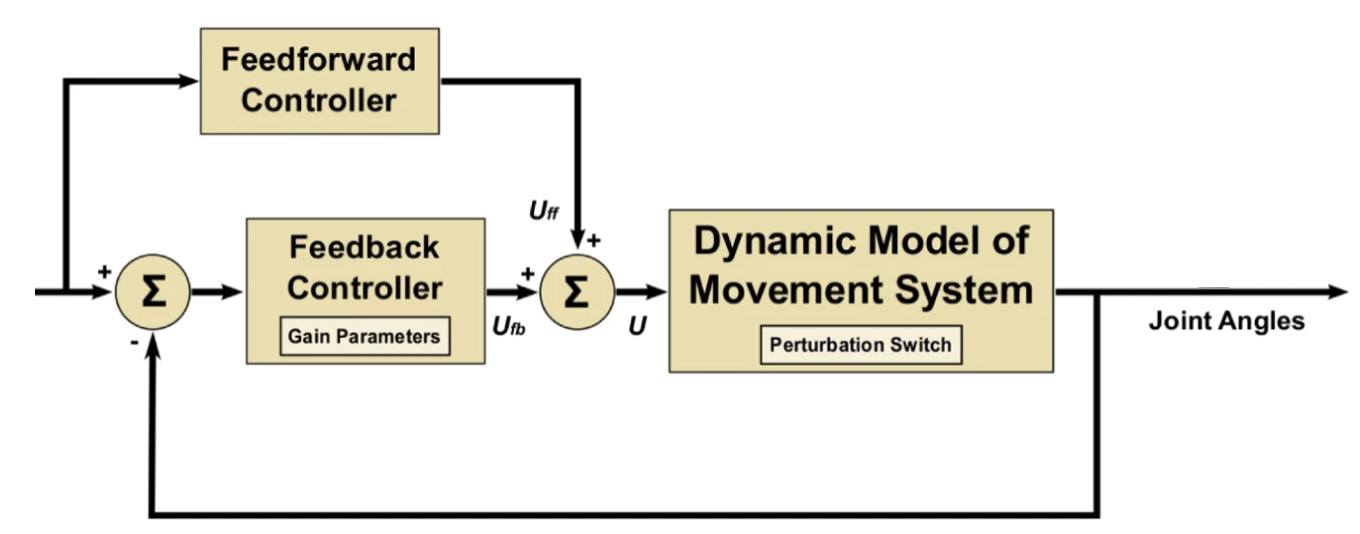 Feedforward
Controller
Uff
+
+
Σ
-
Feedback
Controller
Gain Parameters
+
Ufb
Σ
U
Dynamic Model of
Movement System
Perturbation Switch
Joint Angles